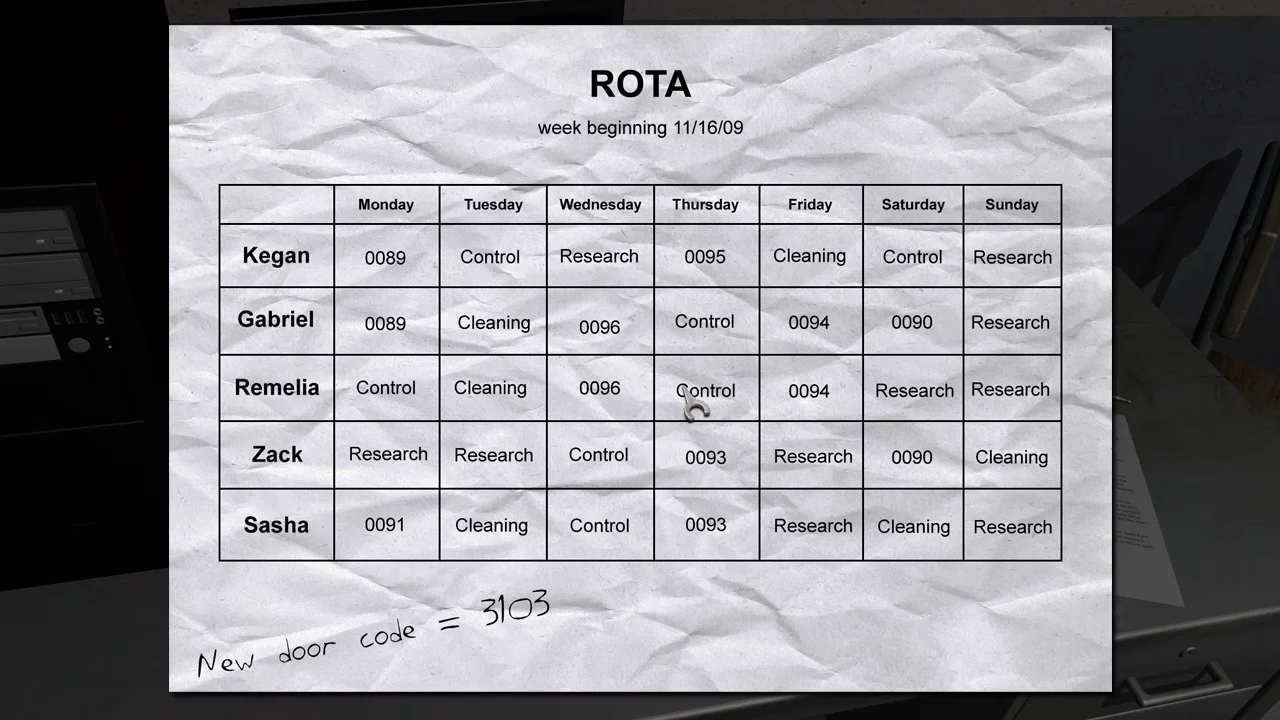 ROTA
week beginning 11/16/09
Monday Tuesday Wednesday Thursday Friday Saturday Sunday
Kegan 0089 Control Research 0095 Cleaning Control Research
Gabriel 0089 Cleaning 0096 Control 0094 0090 Research
Remelia Control Cleaning 0096 Control 0094 Research Research
Zack Research Research Control 0093 Research 0090 Cleaning
Sasha 0091 Cleaning Control 0093 Research Cleaning Research
New door code = 3103